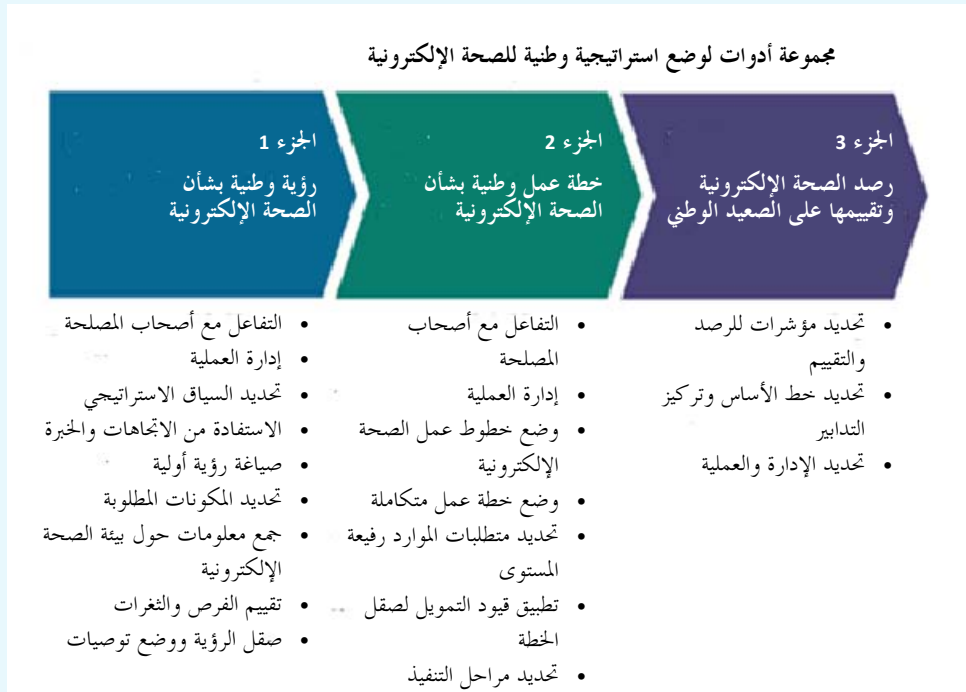 مجموعة أدوات لوضع استراتيجية وطنية للصحة الإلكترونية
الجزء 1
رؤية وطنية بشأن
الصحة الإلكترونية
• التفاعل مع أصحاب المصلحة
• إدارة العملية
• تحديد السياق الاستراتيجي
• الاستفادة من الاتجاهات والخبرة
• صياغة رؤية أولية
• تحديد المكونات المطلوبة
• جمع معلومات حول بيئة الصحة
الإلكترونية
• تقييم الفرص والثغرات
• صقل الرؤية ووضع توصيات
الجزء 2
خطة عمل وطنية بشأن
الصحة الإلكترونية
• التفاعل مع أصحاب
المصلحة
• إدارة العملية
• وضع خطوط عمل الصحة
الإلكترونية
• وضع خطة عمل متكاملة
• تحديد متطلبات الموارد رفيعة
المستوى
• تطبيق قيود التمويل لصقل
الخطة
• تحديد مراحل التنفيذ
الجزء 3
رصد الصحة الإلكترونية
وتقييمها على الصعيد الوطني
• تحديد مؤشرات للرصد
والتقييم
• تحديد خط الأساس وتركيز
التدابير
• تحديد الإدارة والعملية